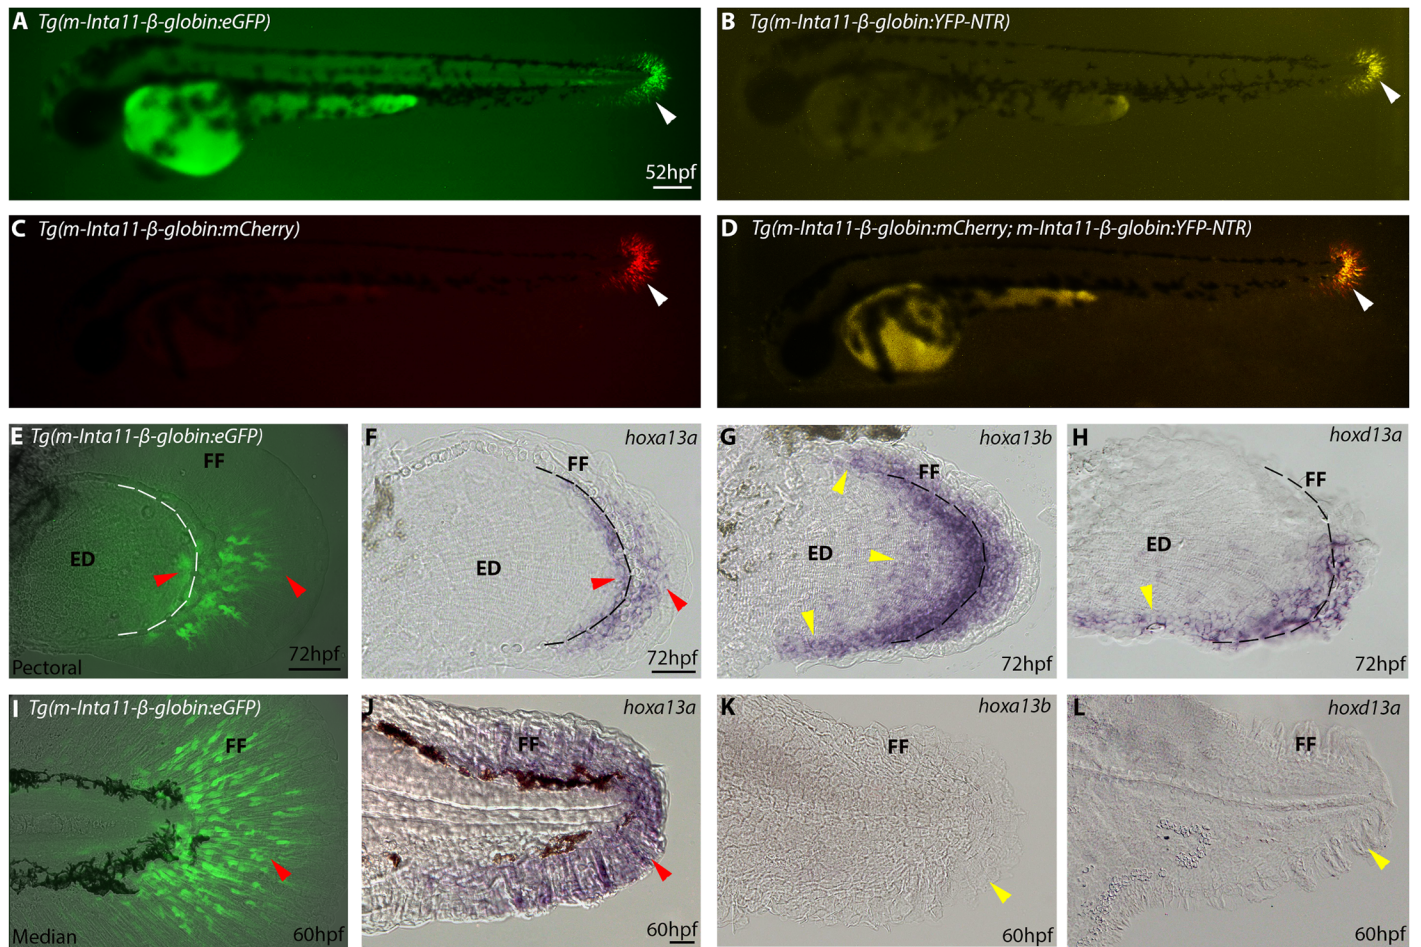 A Tg(m-Inta11-β-globin:eGFP)
52hpf
B Tg(m-Inta11-β-globin:YFP-NTR)
C Tg(m-Inta11-β-globin:mCherry)
D Tg(m-Inta11-β-globin:mCherry; m-Inta11-β-globin:YFP-NTR)
E Tg(m-Inta11-β-globin:eGFP)
FF
ED
72hpf
Pectoral
F hoxa13a
FF
ED
72hpf
G hoxa13b
FF
ED
72hpf
H hoxd13a
FF
ED
72hpf
I Tg(m-Inta11-β-globin:eGFP)
FF
Median 60hpf
J hoxa13a
FF
60hpf
K hoxa13b
FF
60hpf
L hoxd13a
FF
60hpf